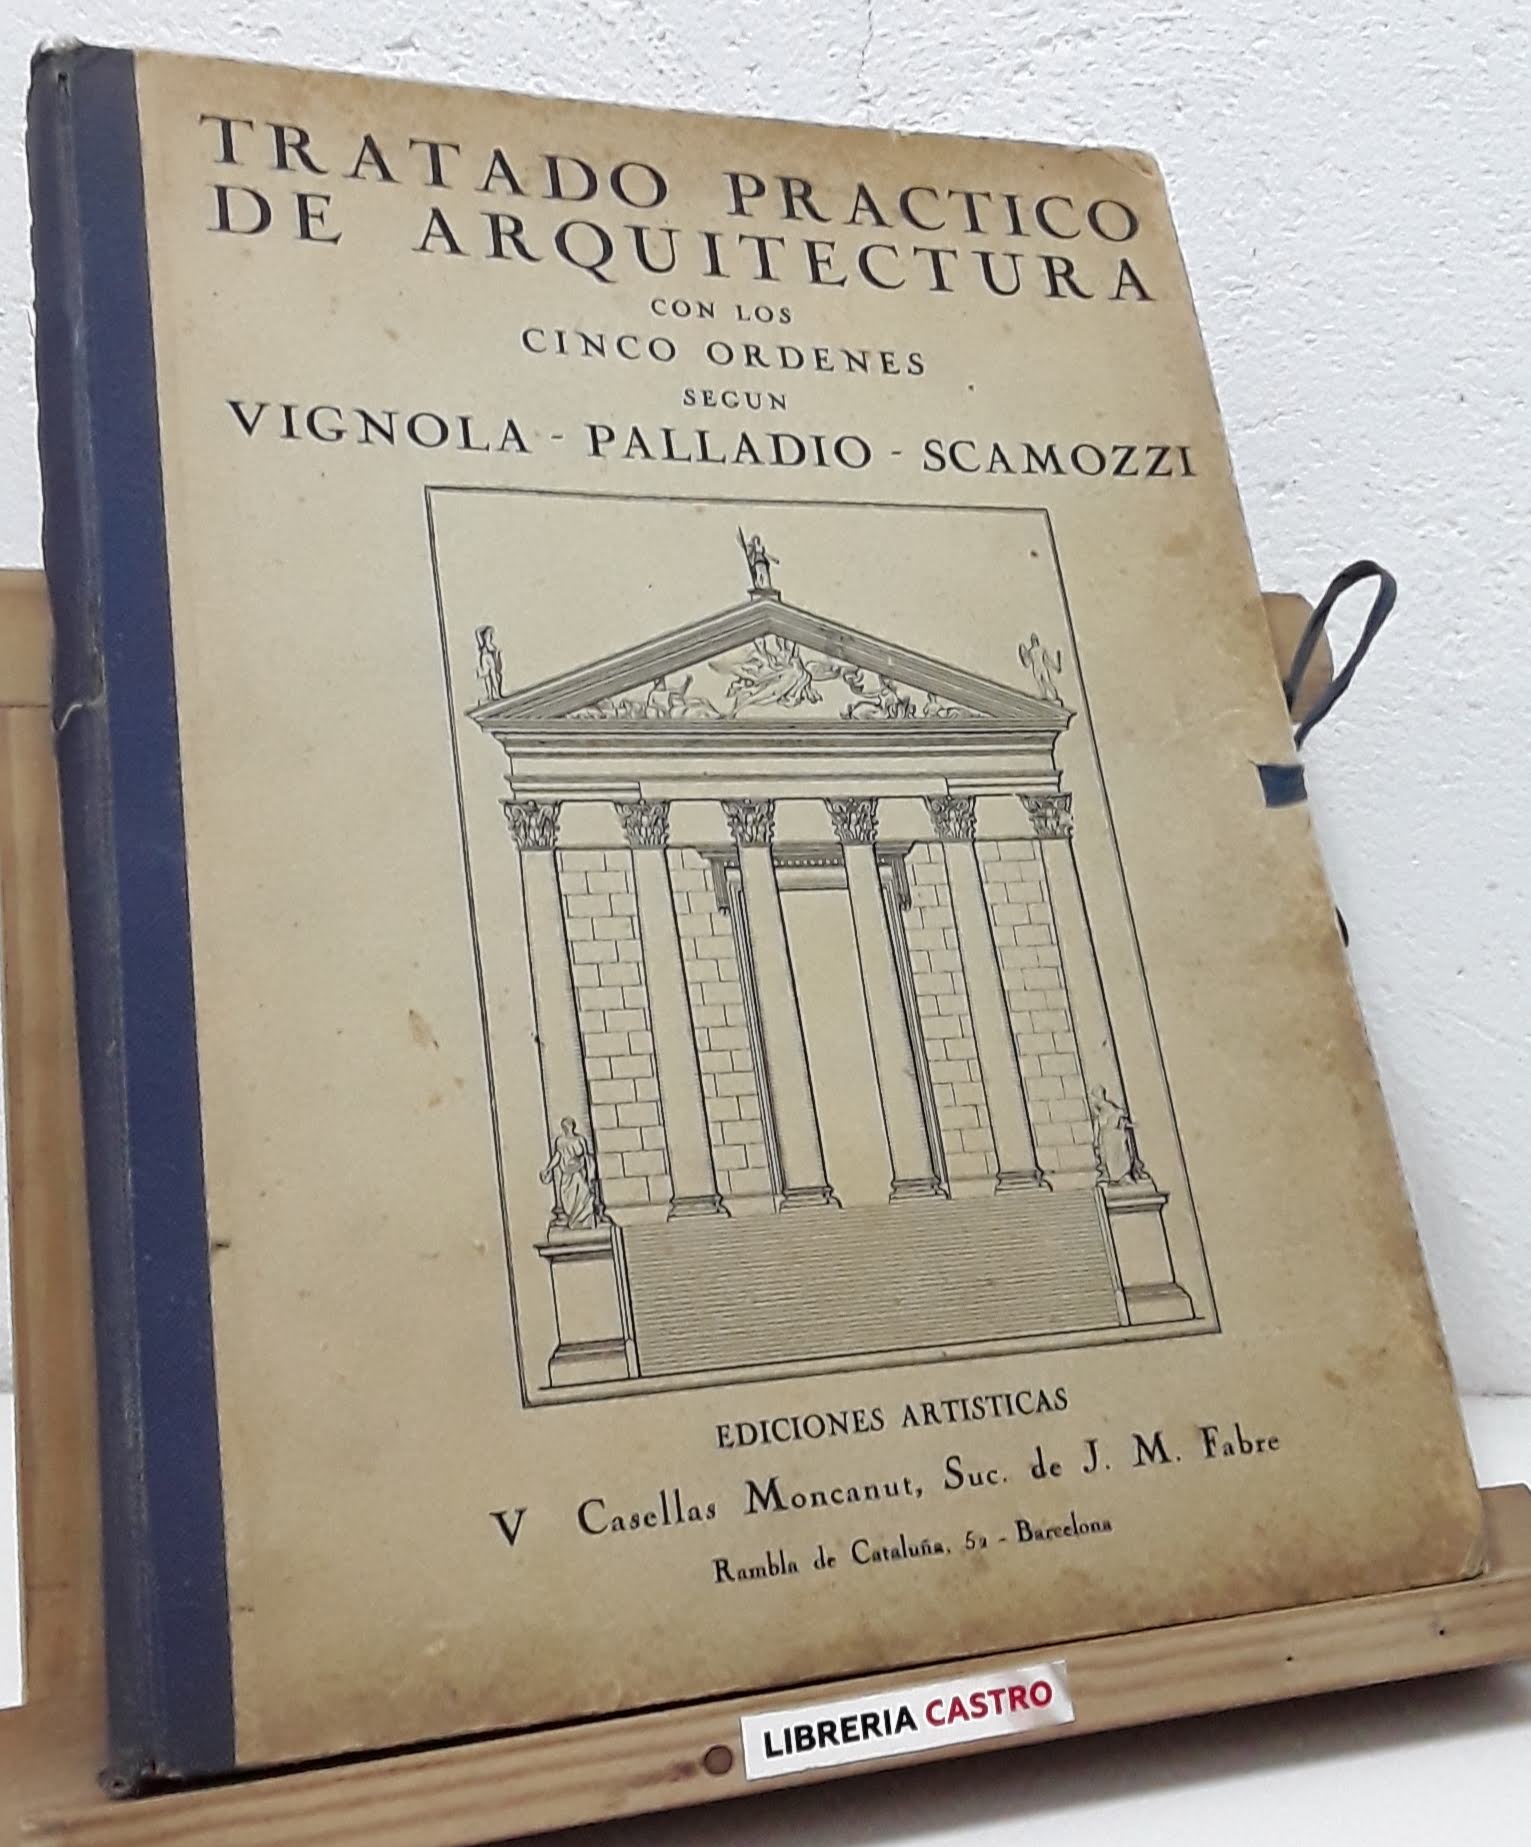 TRATADO PRACTICO
DE ARQUITECTURA
CON LOS
CINCO ORDENES
SEGUN
VIGNOLA - PALLADIO - SCAMOZZI
EDICIONES ARTISTICAS
V Casellas Moncanut, Suc. de J. M. Fabre
Rambla de Cataluña, 52 - Barcelona
LIBRERIA CASTRO